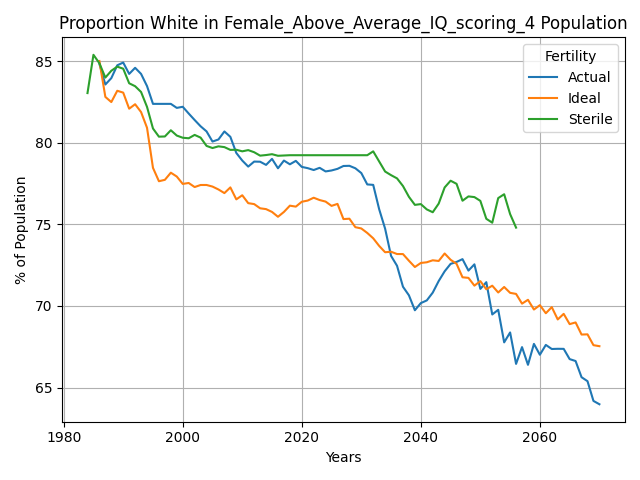 Proportion White in Female_Above_Average_IQ_scoring_4 Population
Fertility
Actual
Ideal
Sterile
% of Population
85
80
75
70
65
1980
2000
2020
2040
2060
Years